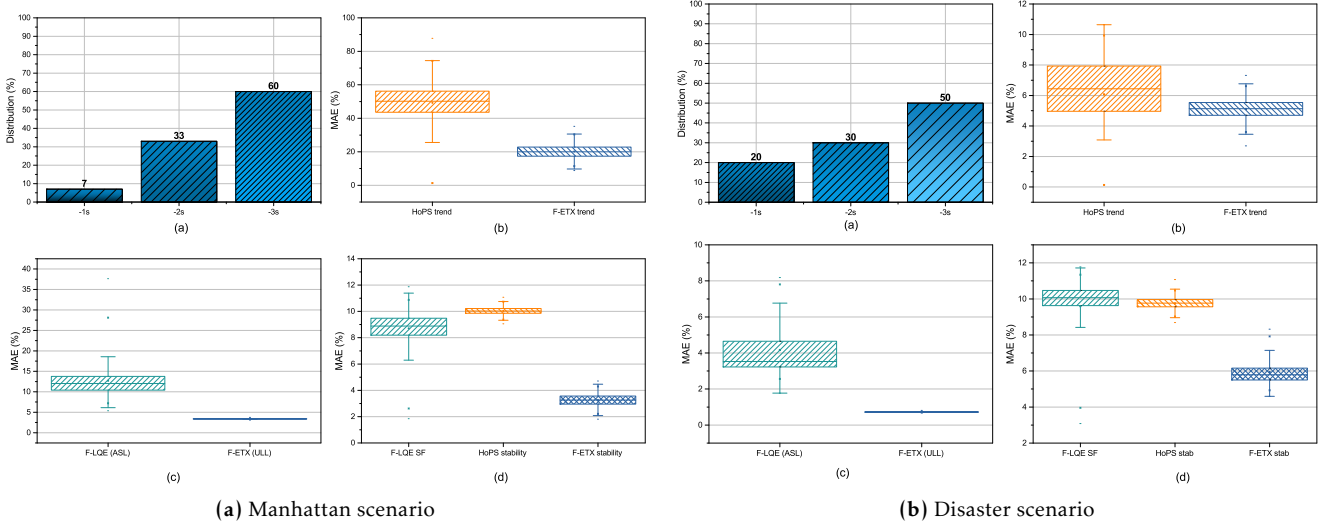 100
90
80
70
60
50
40
30
20
10
0
Distribution (%)
7
33
60
-1s
-2s
-3s
(a)
100
80
60
40
20
0
MAE (%)
HoPS trend
F-ETX trend
(b)
100
90
80
70
60
50
40
30
20
10
0
Distribution (%)
20
30
50
-1s
-2s
-3s
(a)
12
10
8
6
4
2
0
MAE (%)
HoPS trend
F-ETX trend
(b)
45
40
35
30
25
20
15
10
5
0
MAE (%)
F-LQE (ASL)
F-ETX (ULL)
(c)
14
12
10
8
6
4
2
0
MAE (%)
F-LQE SF
HoPS stability
F-ETX stability
(d)
10
8
6
4
2
0
MAE (%)
F-LQE (ASL)
F-ETX (ULL)
(c)
12
10
8
6
4
2
MAE (%)
F-LQE SF
HoPS stab
F-ETX stab
(d)
(a) Manhattan scenario
(b) Disaster scenario